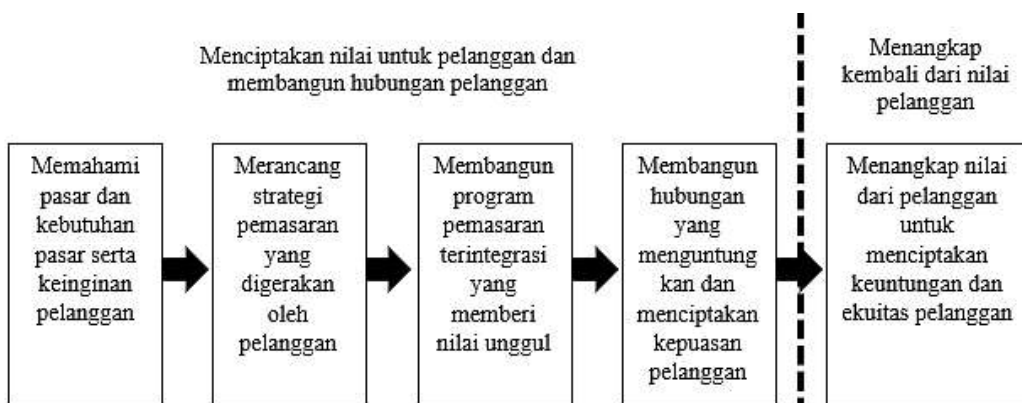 Menciptakan nilai untuk pelanggan dan
membangun hubungan pelanggan
Menangkap
kembali dari nilai
pelanggan
Memahami
pasar dan
kebutuhan
pasar serta
keinginan
pelanggan
Merancang
strategi
pemasaran
yang
digerakan
oleh
pelanggan
Membangun
program
pemasaran
terintegrasi
yang
memberi
nilai unggul
Membangun
hubungan
yang
menguntung
kan dan
menciptakan
kepuasan
pelanggan
Menangkap nilai
dari pelanggan
untuk
menciptakan
keuntungan dan
ekuitas pelanggan